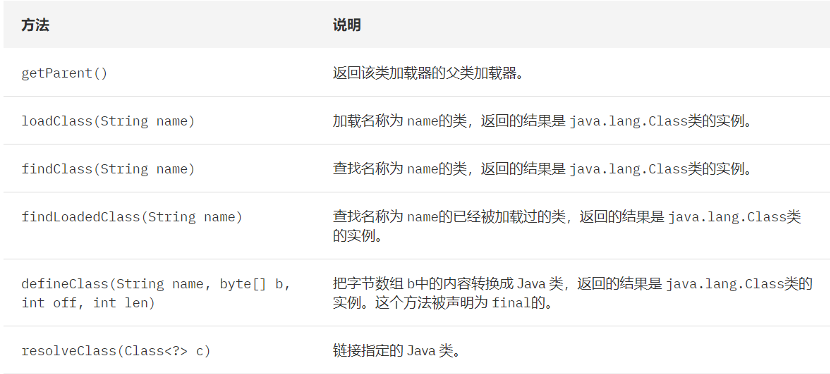 方法 说明
getParent() 返回该类加载器的父类加载器。
loadClass(String name) 加载名称为 name的类，返回的结果是 java.lang.Class类的实例。
findClass(String name) 查找名称为 name的类，返回的结果是 java.lang.Class类的实例。
findLoadedClass(String name) 查找名称为 name的已经被加载过的类，返回的结果是 java.lang.Class类
的实例。
defineClass(String name, byte[] b, 把字节数组 b中的内容转换成 Java 类，返回的结果是 java.lang.Class类的
int off, int len) 实例。这个方法被声明为 final的。
resolveClass(Class<?> c) 链接指定的 Java 类。